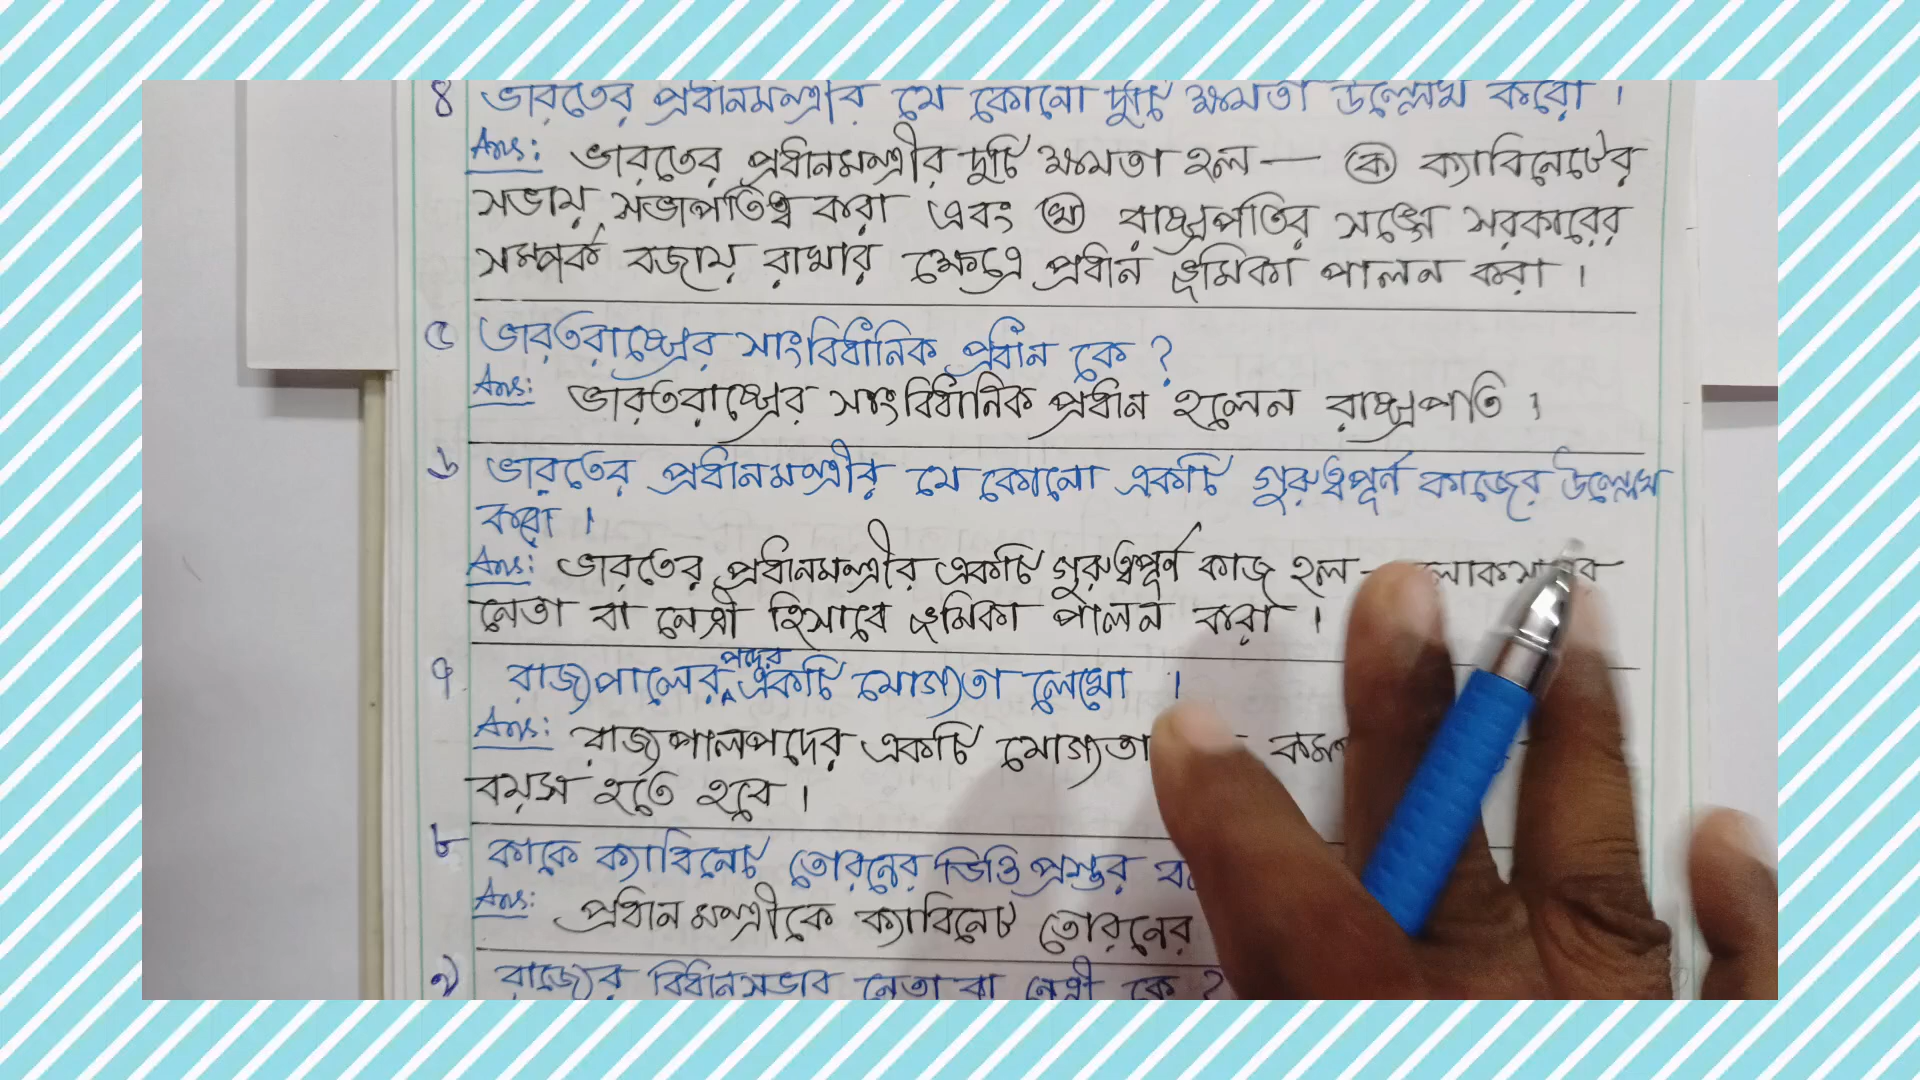 ৪ ভারতের প্রধানমন্ত্রীর যে কোনো দুটি ক্ষমতা উল্লেখ করো ।
Ans: ভারতের প্রধানমন্ত্রীর দুটি ক্ষমতা হল — ক ক্যাবিনেটের
সভায় সভাপতিত্ব করা এবং খ রাষ্ট্রপতির সঙ্গে সরকারের
সম্পর্ক বজায় রাখার ক্ষেত্রে প্রধান ভূমিকা পালন করা ।
৫ ভারতরাষ্ট্রের সাংবিধানিক প্রধান কে ?
Ans: ভারতরাষ্ট্রের সাংবিধানিক প্রধান হলেন রাষ্ট্রপতি ।
৬ ভারতের প্রধানমন্ত্রীর যে কোনো একটি গুরুত্বপূর্ন কাজের উল্লেখ
করো ।
Ans: ভারতের প্রধানমন্ত্রীর একটি গুরুত্বপূর্ন কাজ হল —
নেতা বা নেত্রী হিসাবে ভূমিকা পালন করা ।
৭ রাজ্যপালের পদের একটি যোগ্যতা লেখো ।
Ans: রাজ্যপালপদের একটি যোগ্যতা
বয়স হতে হবে ।
৮ কাকে ক্যাবিনেট তোরনের ভিত্তি প্রস্তর
Ans: প্রধানমন্ত্রীকে ক্যাবিনেট তোরনের
৯ রাজ্যের বিধানসভার নেতা বা নেত্রী কে ?